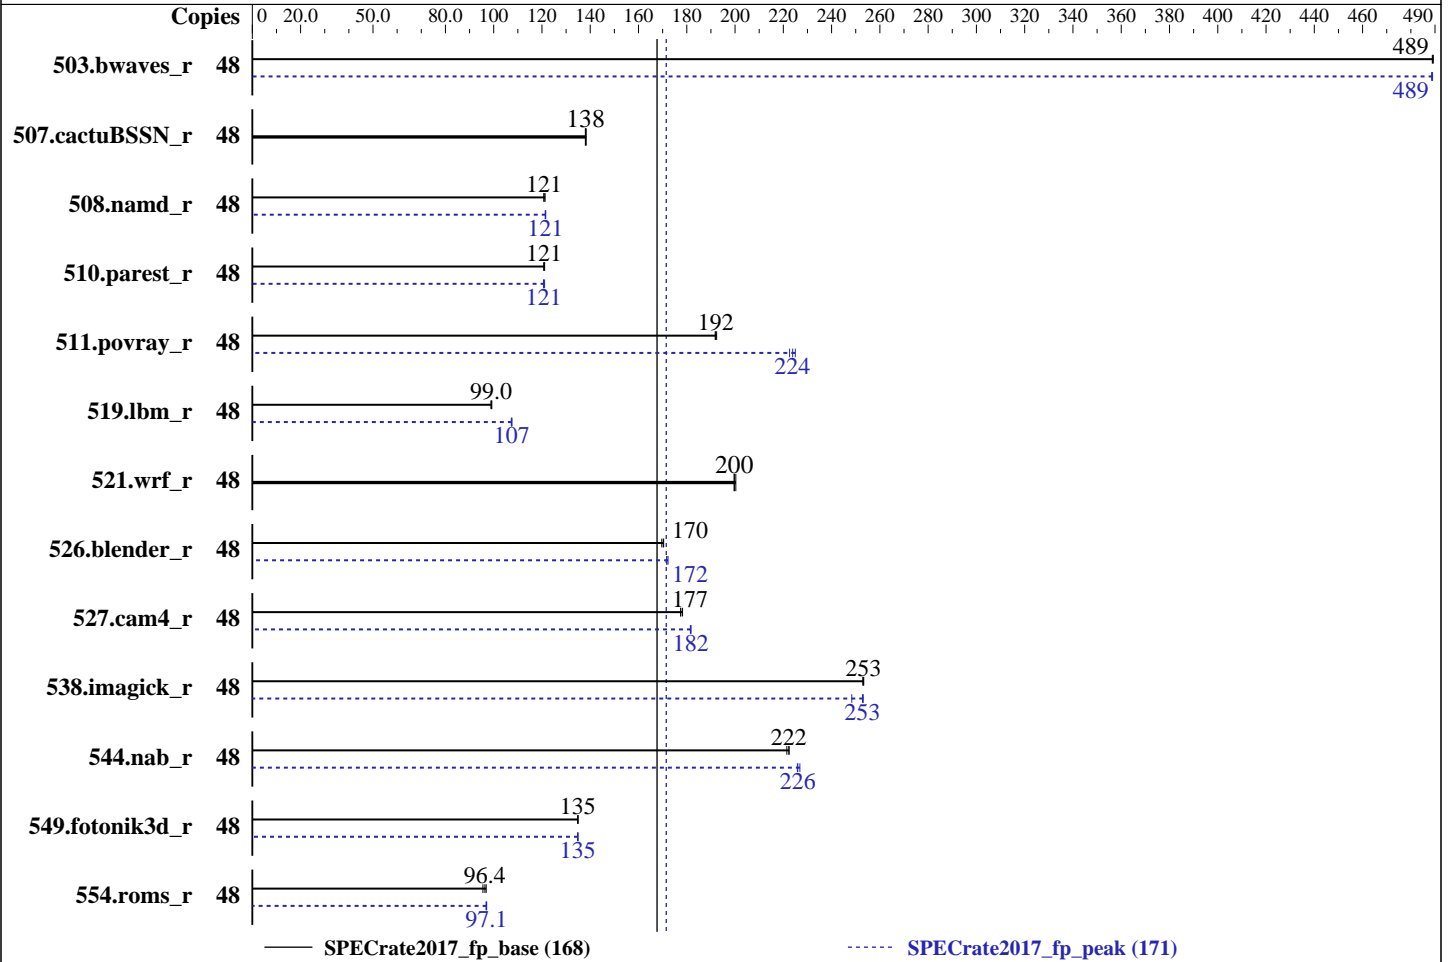 Copies 0 20.0 50.0 80.0 100 120 140 160 180 200 220 240 260 280 300 320 340 360 380 400 420 440 460 490
503.bwaves_r 48 489
489
507.cactuBSSN_r 48 138
508.namd_r 48 121
121
510.parest_r 48 121
121
511.povray_r 48 192
224
519.lbm_r 48 99.0
107
521.wrf_r 48 200
526.blender_r 48 170
172
527.cam4_r 48 177
182
538.imagick_r 48 253
253
544.nab_r 48 222
226
549.fotonik3d_r 48 135
135
554.roms_r 48 96.4
97.1
SPECrate2017_fp_base (168) SPECrate2017_fp_peak (171)